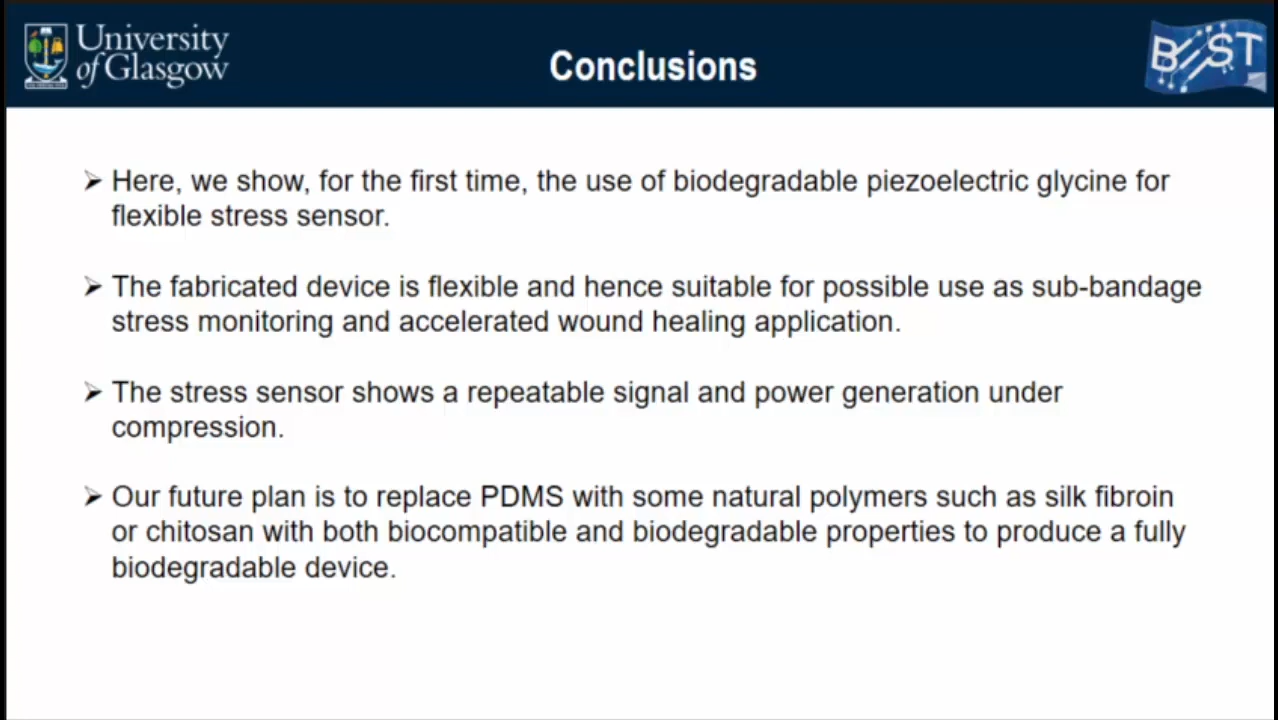 University
of Glasgow
Conclusions
BEST
➢ Here, we show, for the first time, the use of biodegradable piezoelectric glycine for
flexible stress sensor.
➢ The fabricated device is flexible and hence suitable for possible use as sub-bandage
stress monitoring and accelerated wound healing application.
➢ The stress sensor shows a repeatable signal and power generation under
compression.
➢ Our future plan is to replace PDMS with some natural polymers such as silk fibroin
or chitosan with both biocompatible and biodegradable properties to produce a fully
biodegradable device.